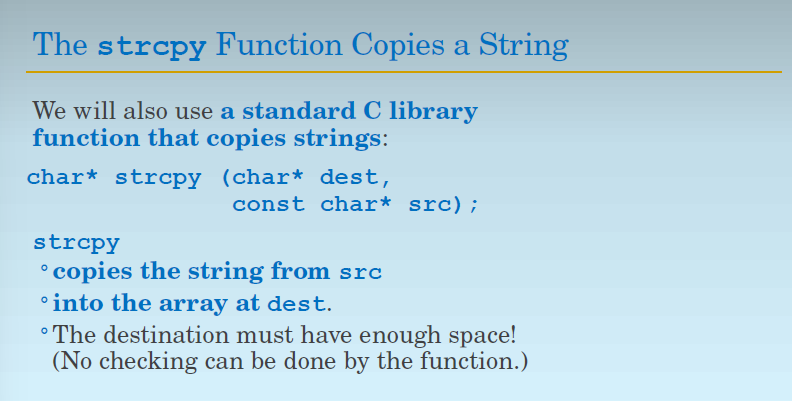 The strcpy Function Copies a String
We will also use a standard C library
function that copies strings:
char* strcpy (char* dest,
const char* src);
strcpy
°copies the string from src
°into the array at dest.
°The destination must have enough space!
(No checking can be done by the function.)